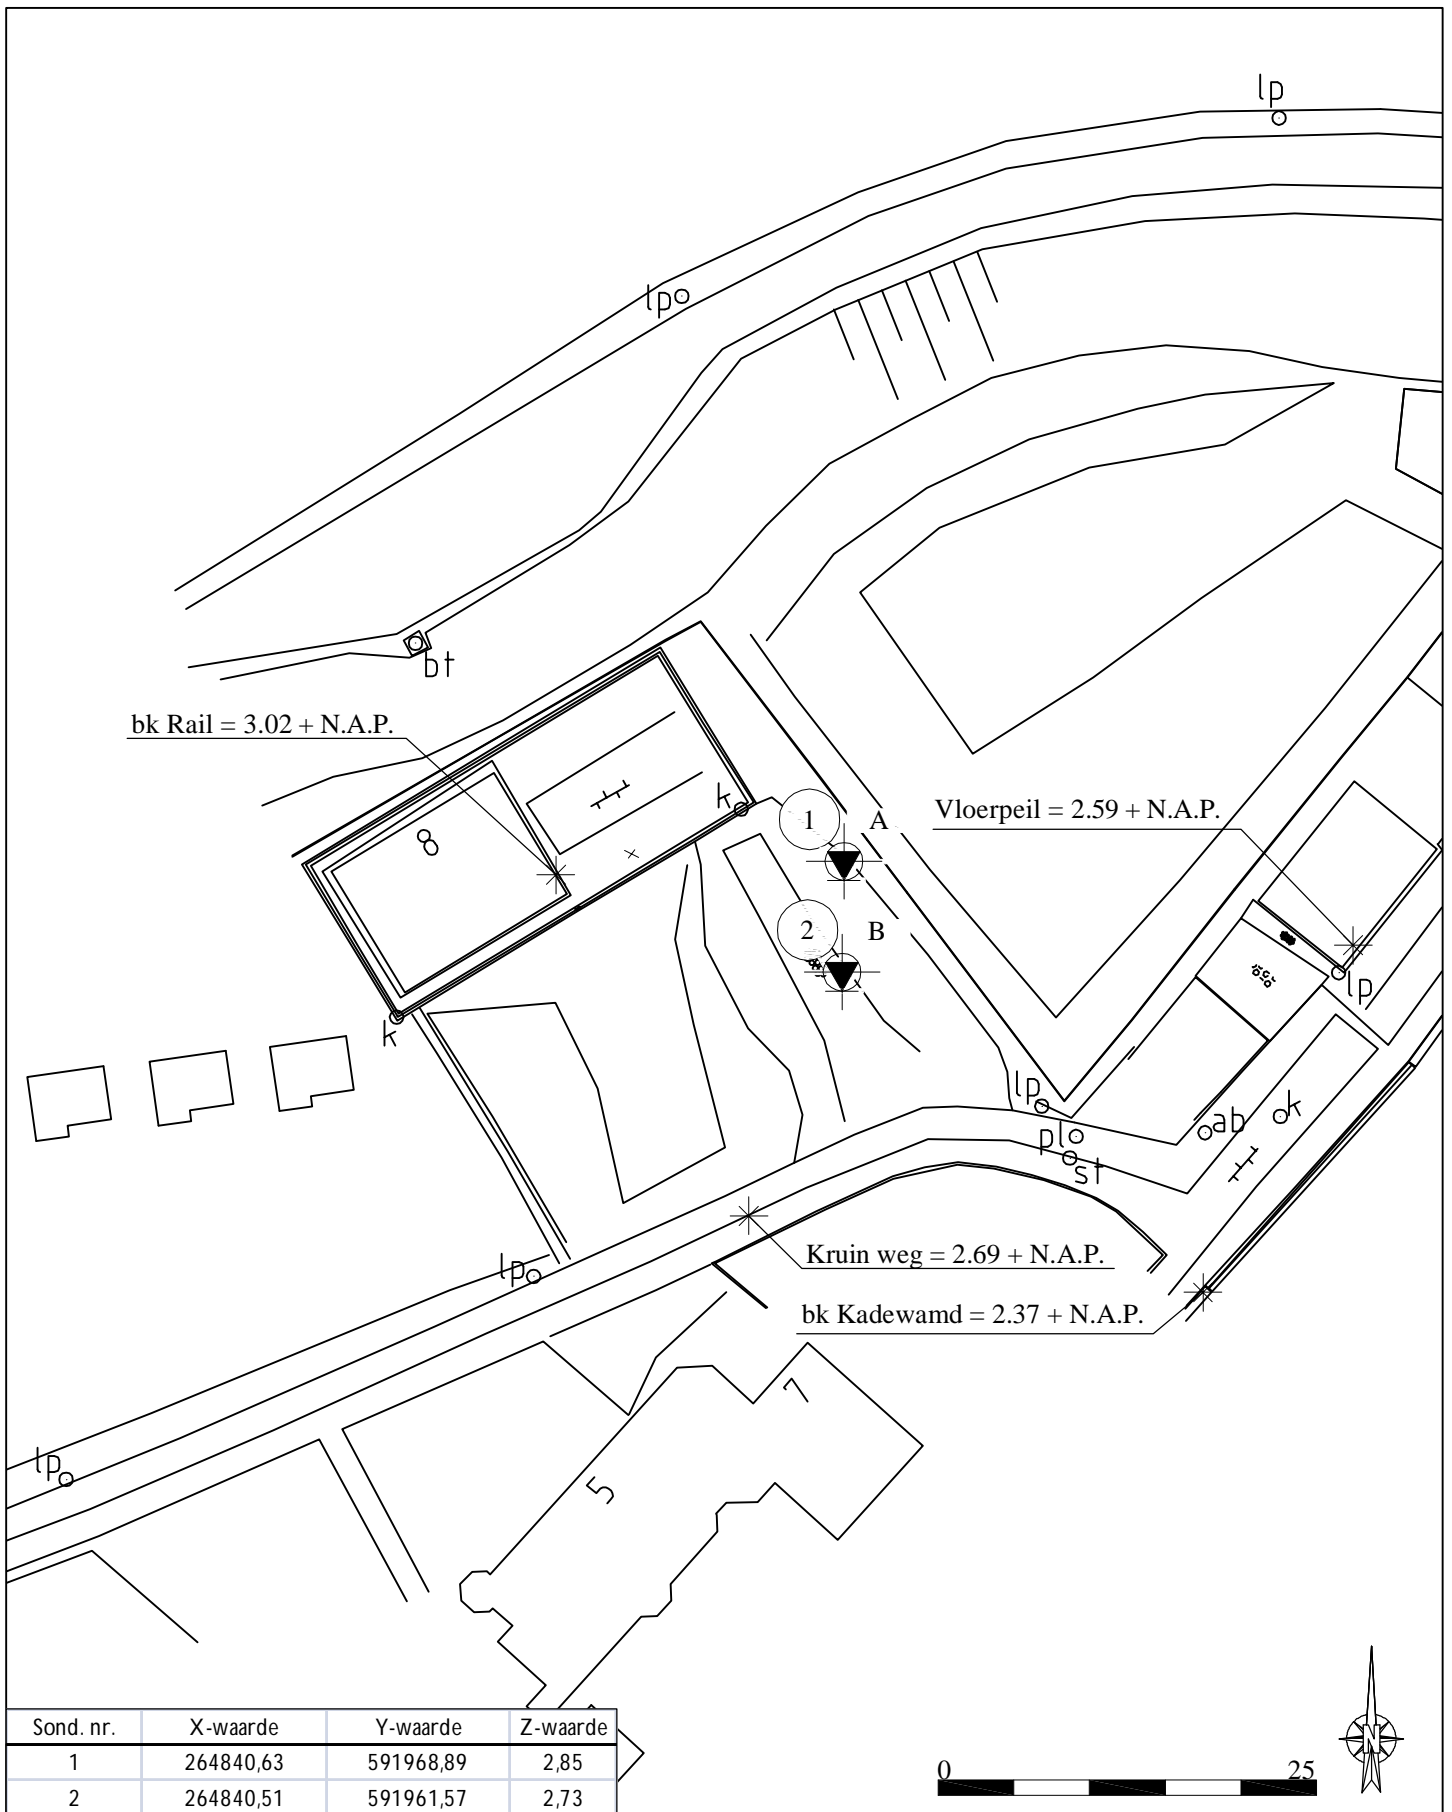 lp
lp
bt
bk Rail = 3.02 + N.A.P.
k
8
1 A
Vloerpeil = 2.59 + N.A.P.
2 B
lp
k
lp
ab
k
pl
st
Kruin weg = 2.69 + N.A.P.
lp
bk Kadewamd = 2.37 + N.A.P.
7
lp
5
N
Sond. nr. X-waarde Y-waarde Z-waarde
1 264840,63 591968,89 2,85
2 264840,51 591961,57 2,73
0 25